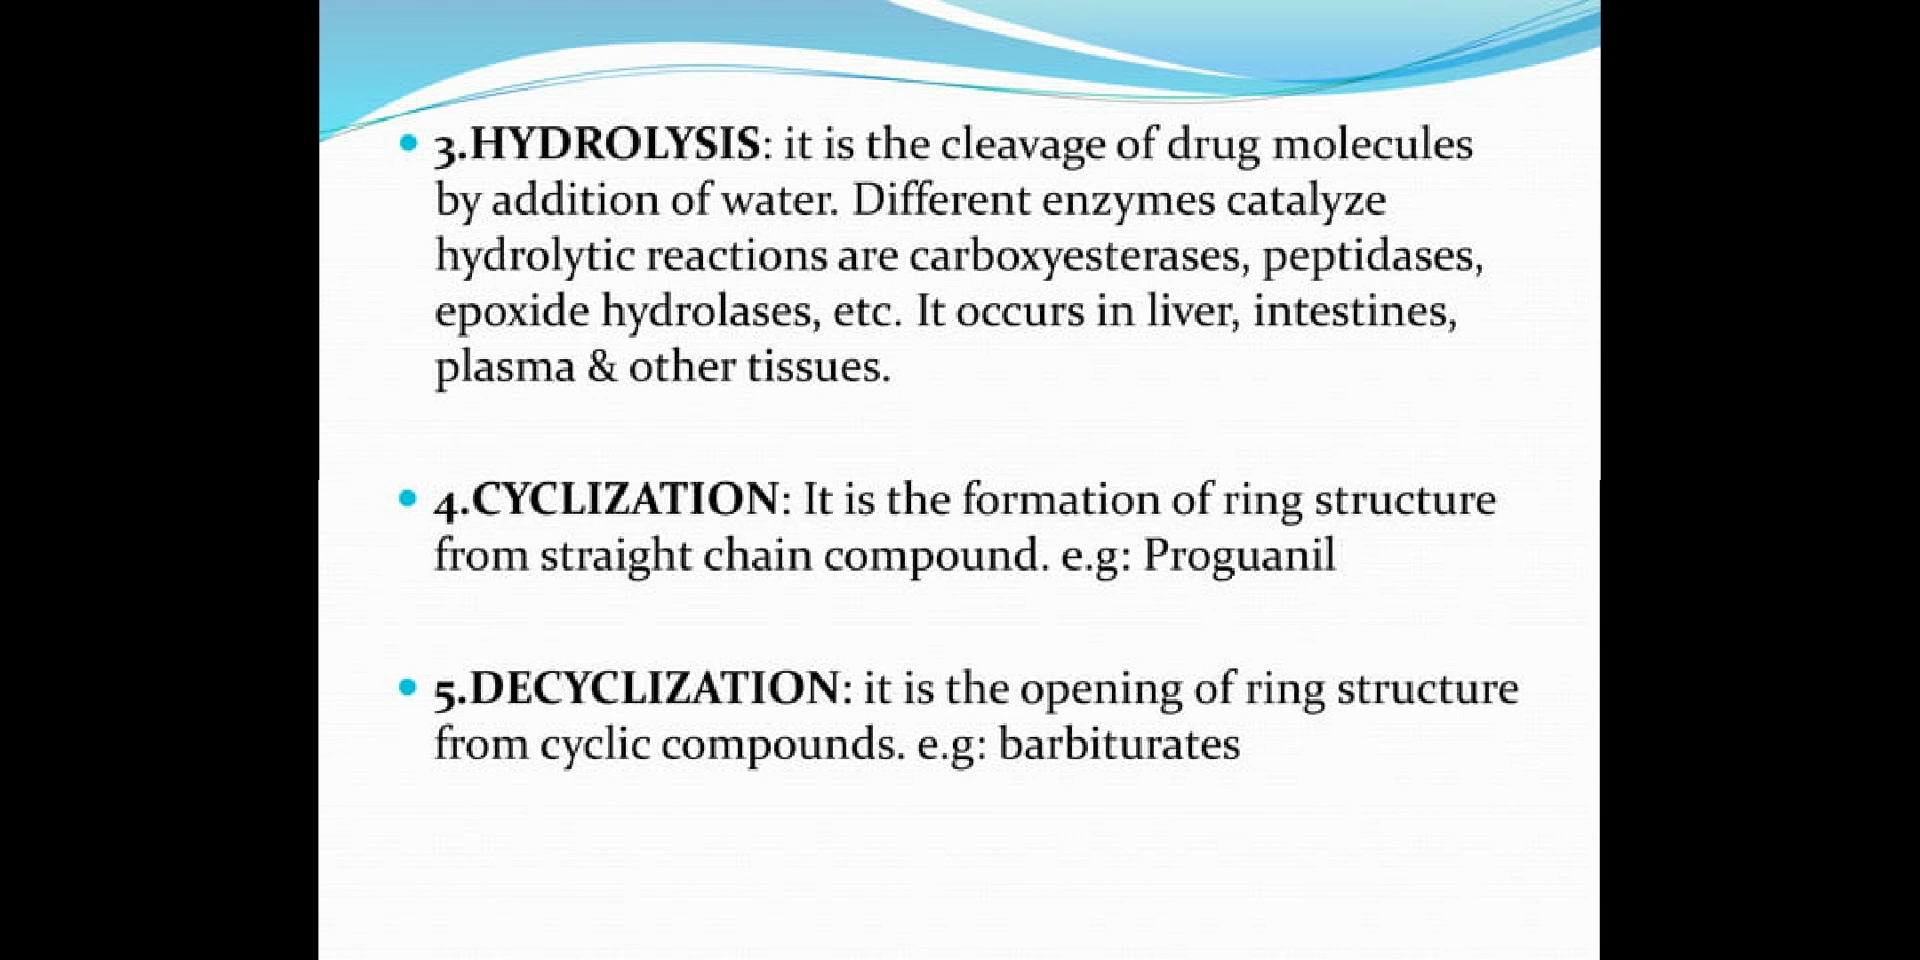 3.HYDROLYSIS: it is the cleavage of drug molecules
by addition of water. Different enzymes catalyze
hydrolytic reactions are carboxyesterases, peptidases,
epoxide hydrolases, etc. It occurs in liver, intestines,
plasma & other tissues.
4.CYCLIZATION: It is the formation of ring structure
from straight chain compound. e.g: Proguanil
5.DECYCLIZATION: it is the opening of ring structure
from cyclic compounds. e.g: barbiturates